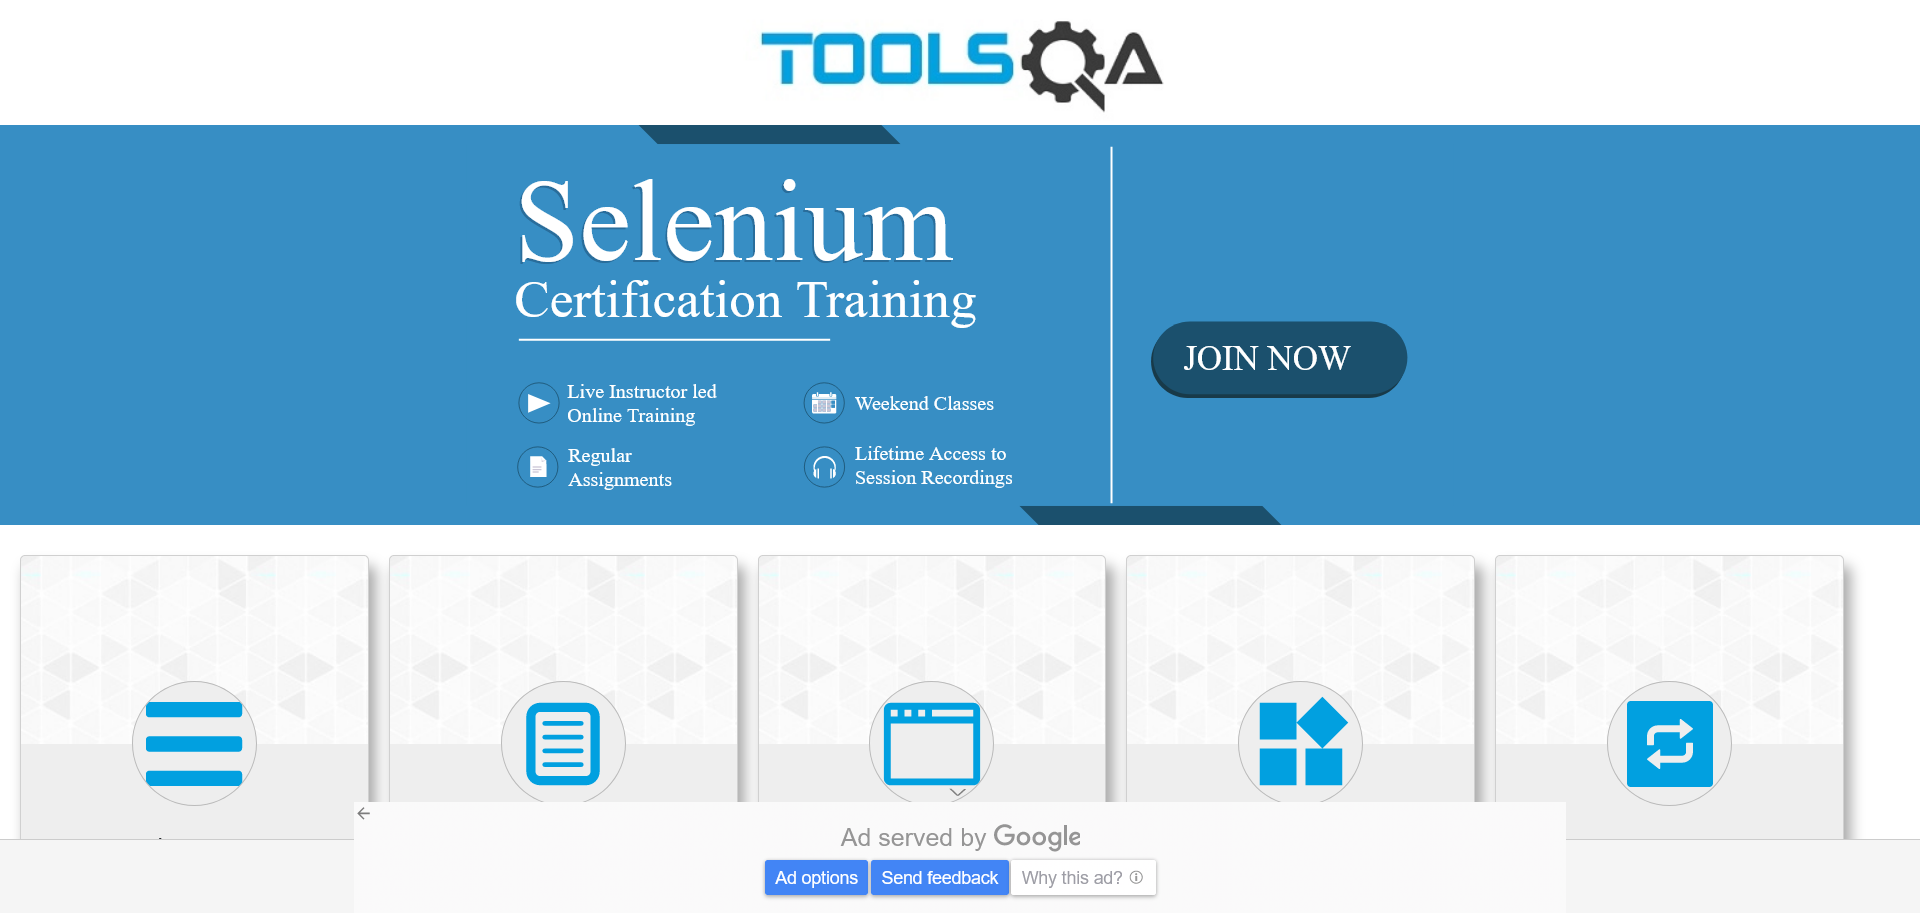 TOOLSQA
Selenium
Certification Training
JOIN NOW
Live Instructor led
Online Training
Weekend Classes
Regular
Assignments
Lifetime Access to
Session Recordings
Ad served by Google
Ad options
Send feedback
Why this ad?